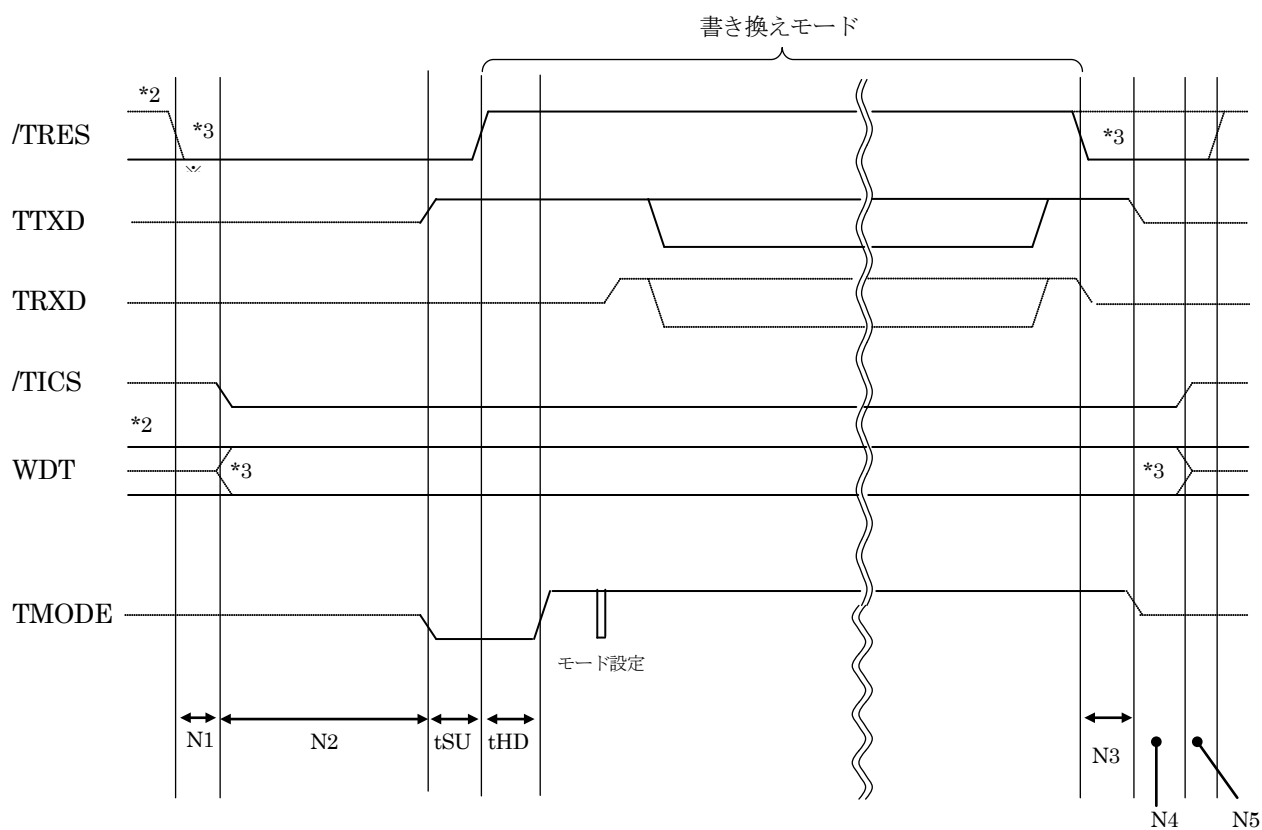 書き換えモード
*2
/TRES
*3
*3
※
TTXD
TRXD
/TICS
*2
WDT
*3
*3
TMODE
モード設定
N1
N2
tSU
tHD
N3
N4
N5